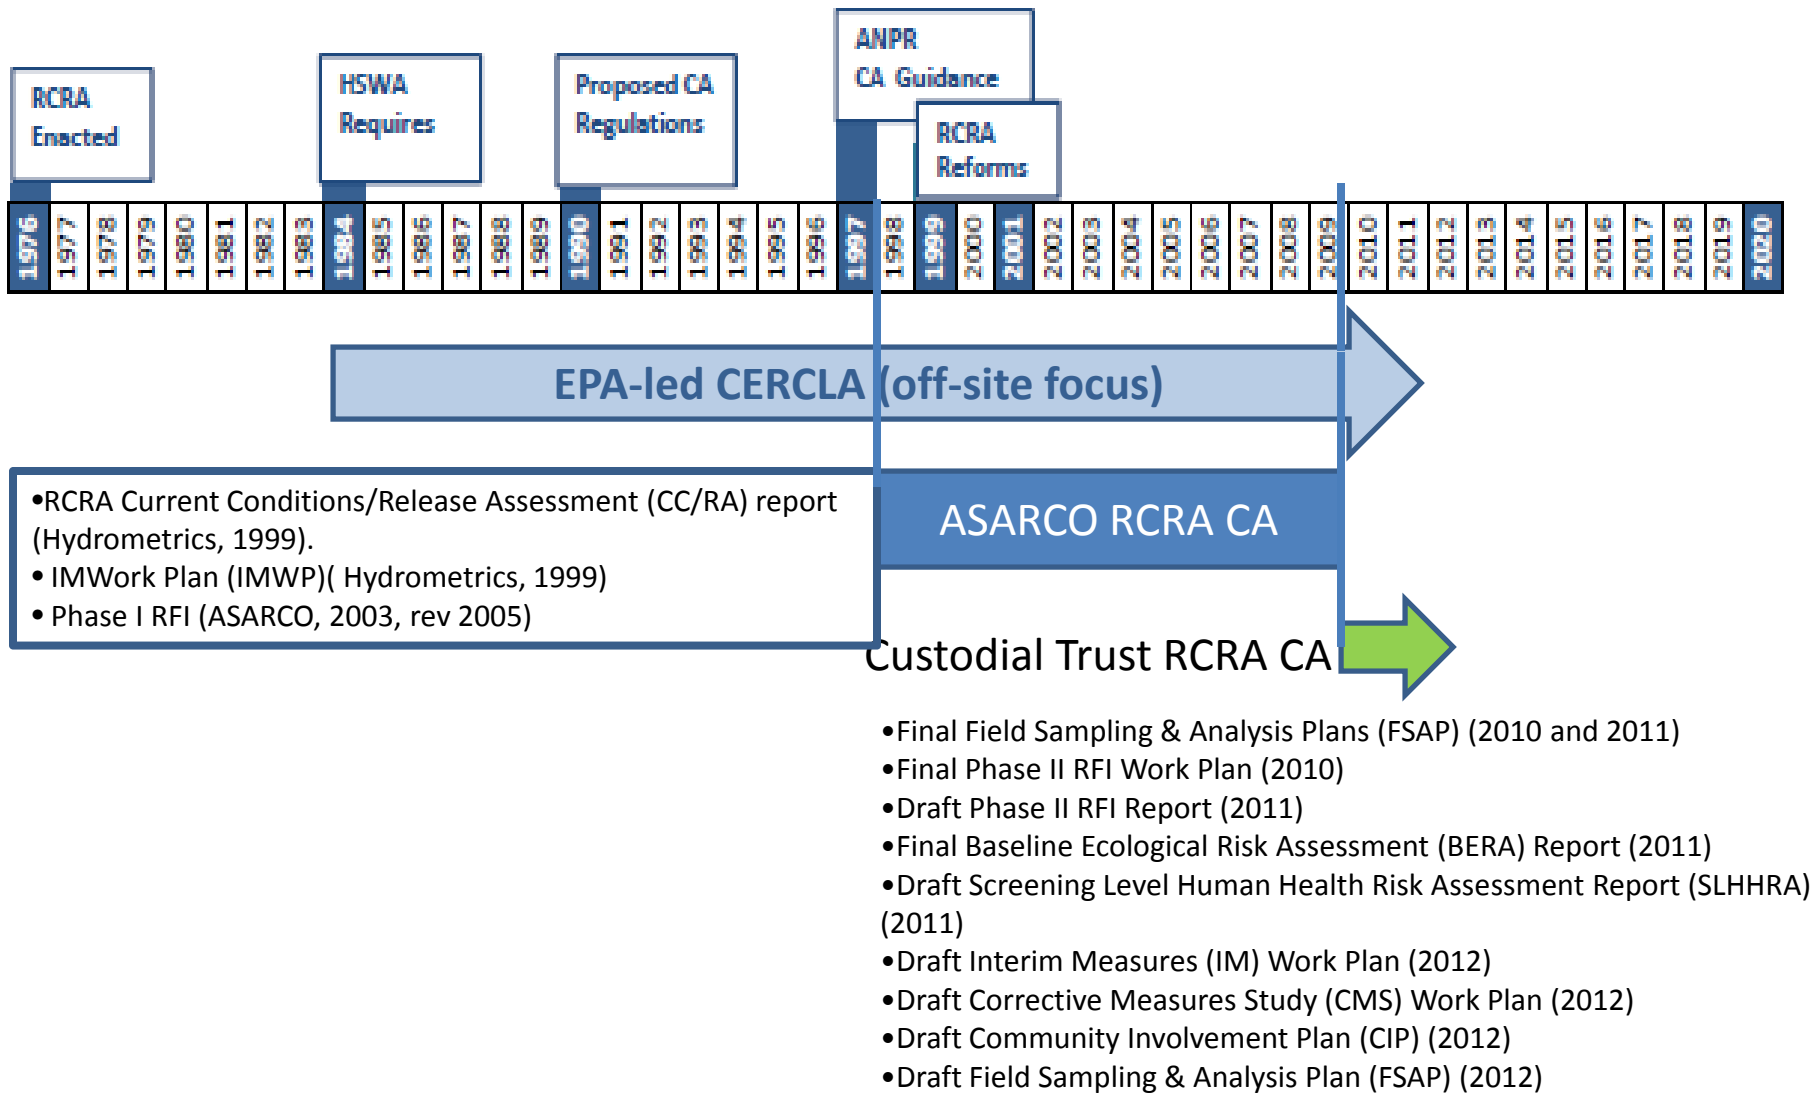 RCRA
Enacted
HSWA
Requires
Proposed CA
Regulations
ANPR
CA Guidance
RCRA
Reforms
1976 1977 1978 1979 1980 1981 1982 1983 1984 1985 1986 1987 1988 1989 1990 1991 1992 1993 1994 1995 1996 1997 1998 1999 2000 2001 2002 2003 2004 2005 2006 2007 2008 2009 2010 2011 2012 2013 2014 2015 2016 2017 2018 2019 2020
EPA-led CERCLA (off-site focus)
•RCRA Current Conditions/Release Assessment (CC/RA) report
(Hydrometrics, 1999).
• IMWork Plan (IMWP)( Hydrometrics, 1999)
• Phase I RFI (ASARCO, 2003, rev 2005)
ASARCO RCRA CA
Custodial Trust RCRA CA
•Final Field Sampling & Analysis Plans (FSAP) (2010 and 2011)
•Final Phase II RFI Work Plan (2010)
•Draft Phase II RFI Report (2011)
•Final Baseline Ecological Risk Assessment (BERA) Report (2011)
•Draft Screening Level Human Health Risk Assessment Report (SLHHRA)
(2011)
•Draft Interim Measures (IM) Work Plan (2012)
•Draft Corrective Measures Study (CMS) Work Plan (2012)
•Draft Community Involvement Plan (CIP) (2012)
•Draft Field Sampling & Analysis Plan (FSAP) (2012)